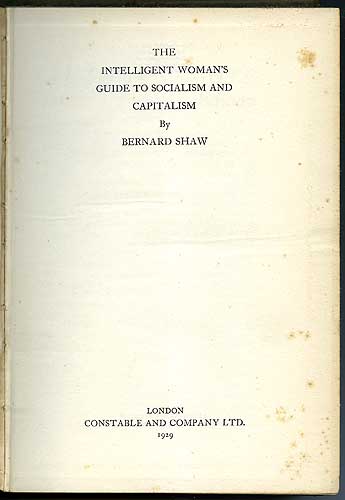 THE
INTELLIGENT WOMAN'S
GUIDE TO SOCIALISM AND
CAPITALISM
By
BERNARD SHAW
LONDON
CONSTABLE AND COMPANY LTD.
1929